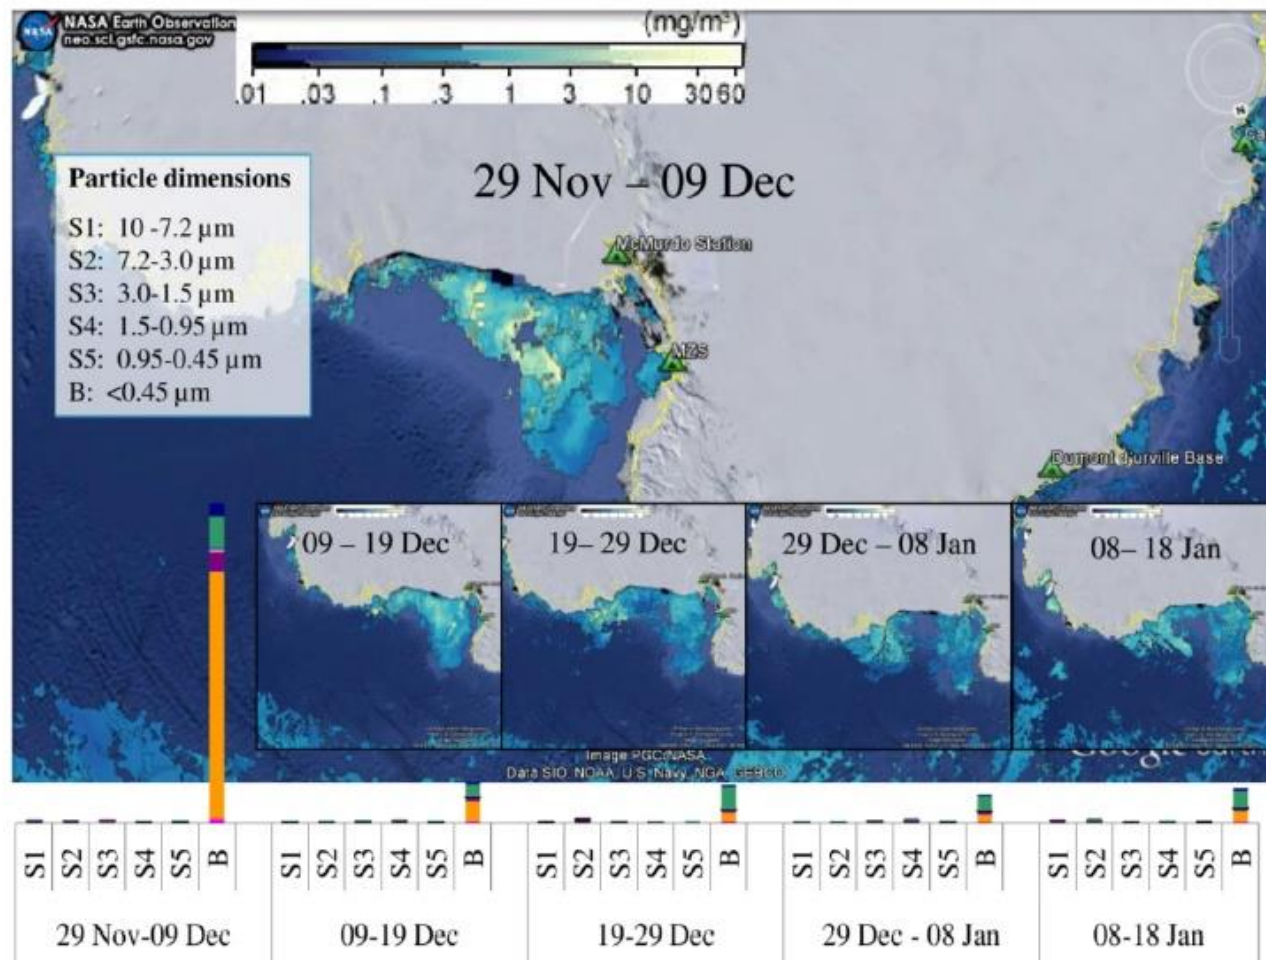 NASA Earth Observation
neo.sci.gsfc.nasa.gov
(mg/m³)
.01 .03 .1 .3 1 3 10 30 60
29 Nov – 09 Dec
Particle dimensions
S1: 10 -7.2 µm
S2: 7.2-3.0 µm
S3: 3.0-1.5 µm
S4: 1.5-0.95 µm
S5: 0.95-0.45 µm
B: <0.45 µm
McMurdo Station
MZS
Dumont d'urville Base
09 – 19 Dec
19– 29 Dec
29 Dec – 08 Jan
08– 18 Jan
Image PGC/NASA
Data SIO, NOAA, U.S. Navy, NGA, GEBCO
S1 S2 S3 S4 S5 B
S1 S2 S3 S4 S5 B
S1 S2 S3 S4 S5 B
S1 S2 S3 S4 S5 B
S1 S2 S3 S4 S5 B
29 Nov-09 Dec
09-19 Dec
19-29 Dec
29 Dec - 08 Jan
08-18 Jan